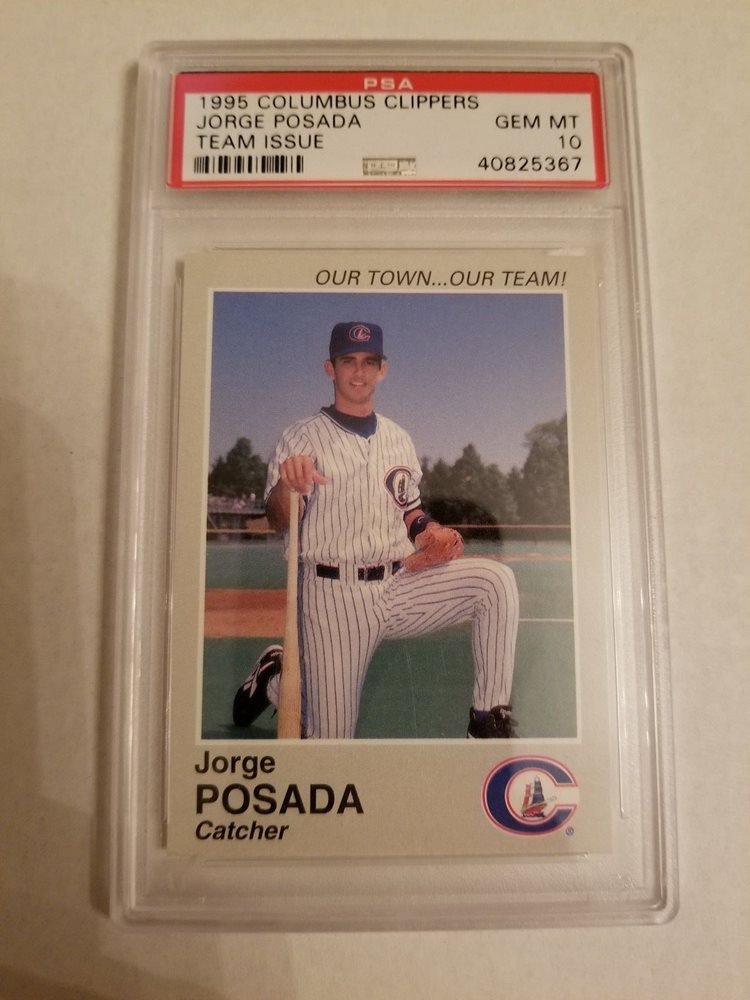 PSA
1995 COLUMBUS CLIPPERS
JORGE POSADA GEM MT
TEAM ISSUE 10
40825367
OUR TOWN...OUR TEAM!
C
C
Jorge
POSADA
Catcher
C
®